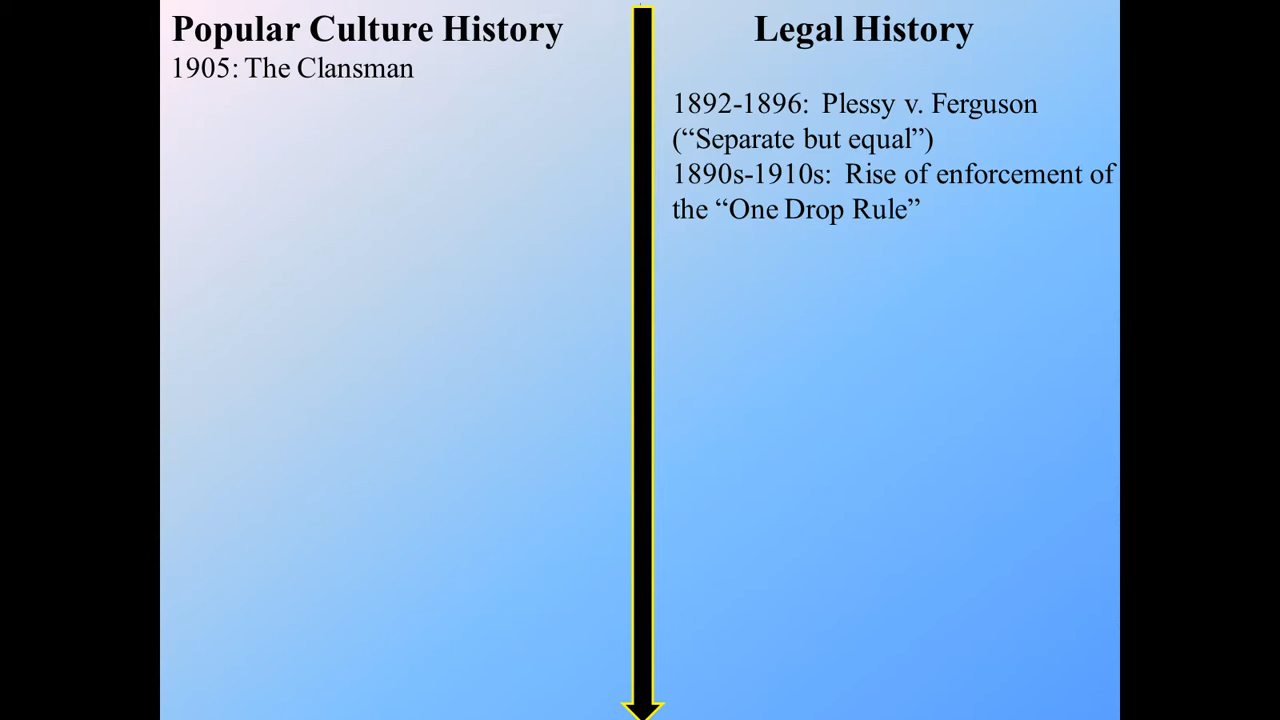 Popular Culture History
1905: The Clansman
Legal History
1892-1896:  Plessy v. Ferguson
(“Separate but equal”)
1890s-1910s:  Rise of enforcement of
the “One Drop Rule”